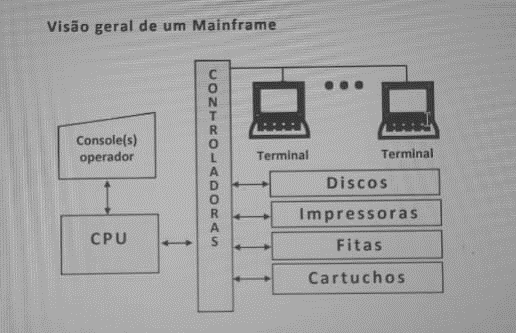 Visão geral de um Mainframe
CONTROLADORAS
Console(s)
operador
CPU
Terminal
Terminal
Discos
Impressoras
Fitas
Cartuchos